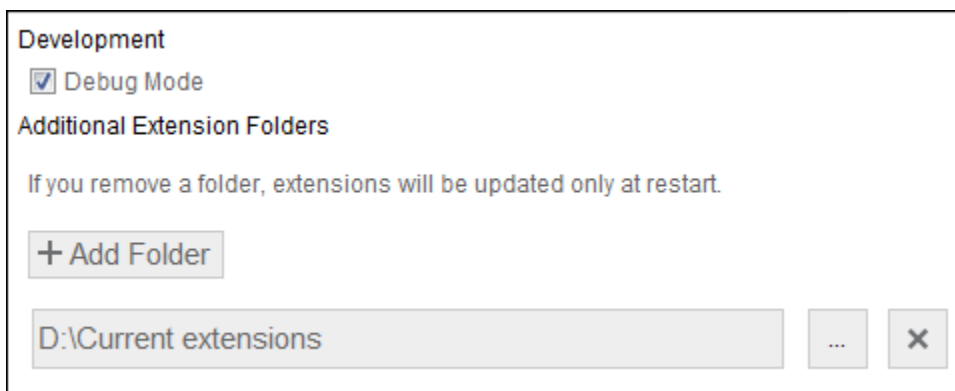 Development
Debug Mode
Additional Extension Folders
If you remove a folder, extensions will be updated only at restart.
+ Add Folder
D:\Current extensions
...